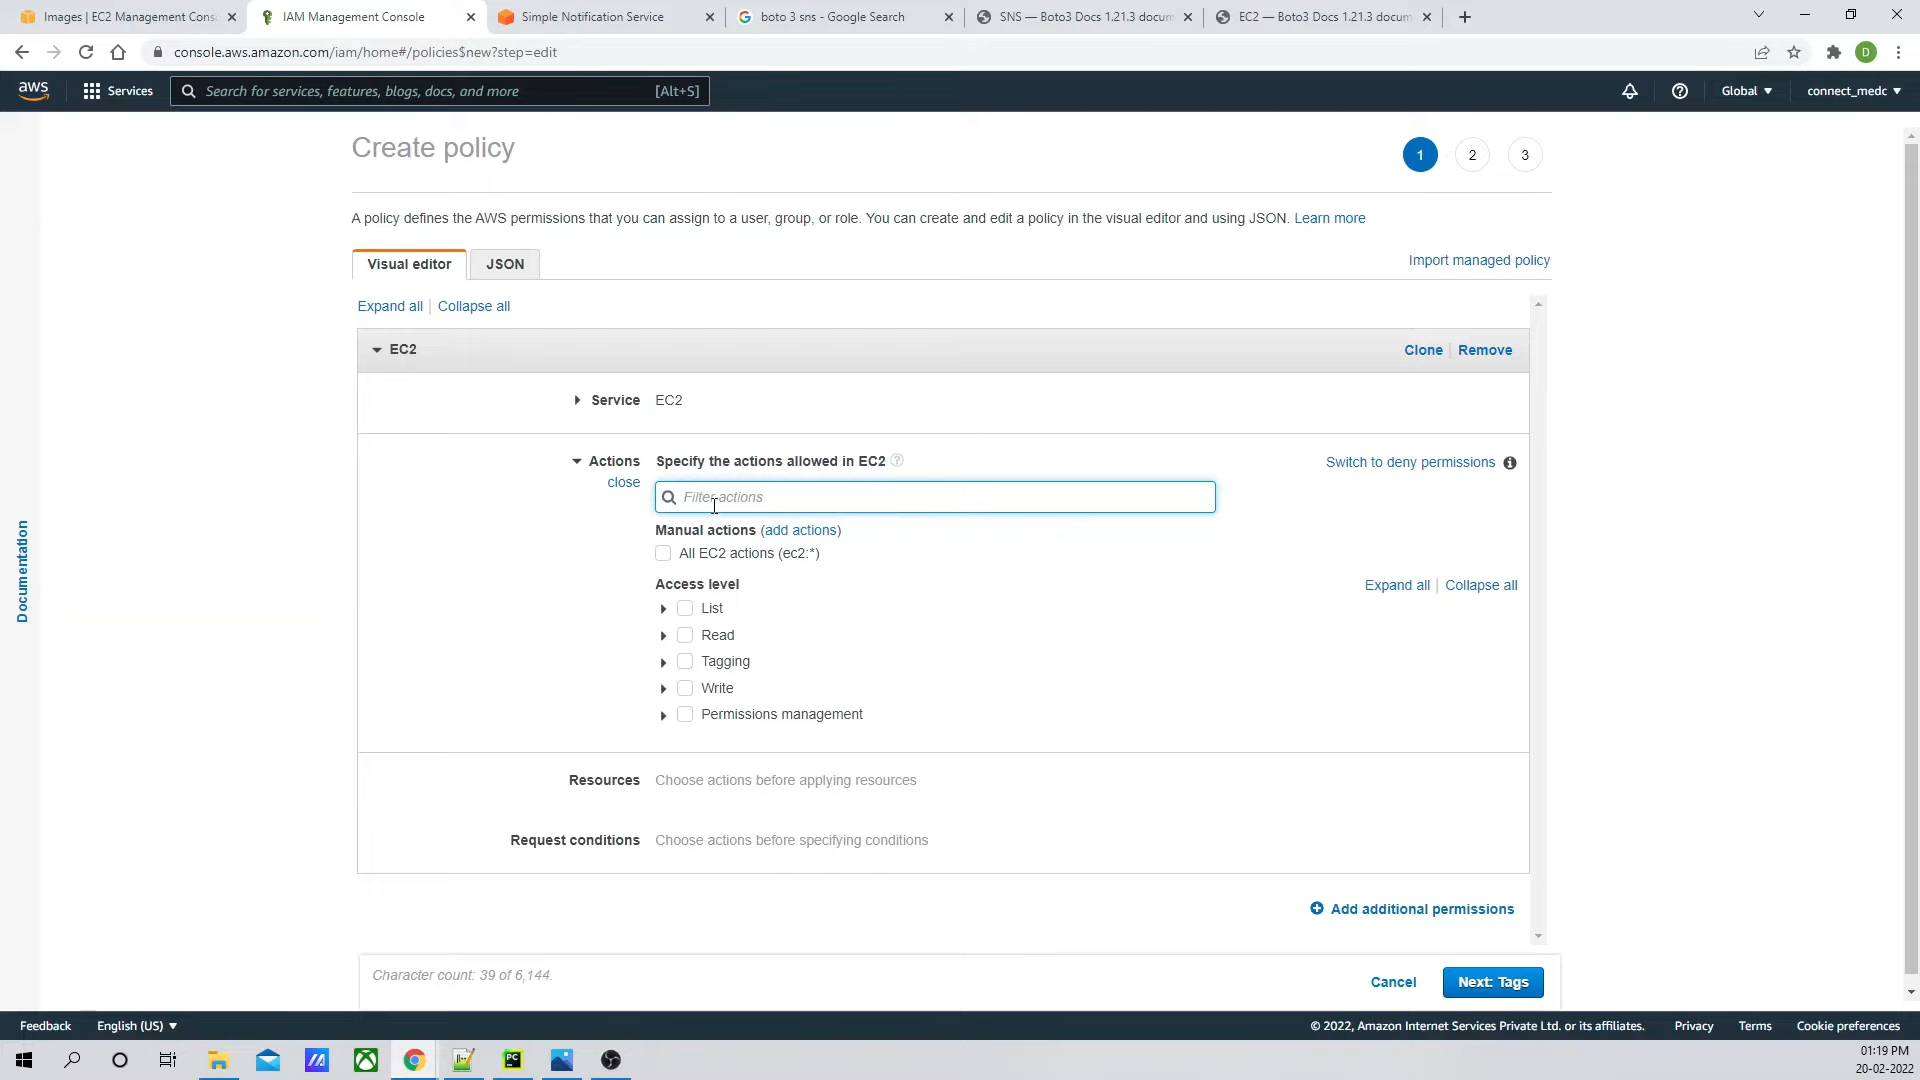 Images | EC2 Management Cons
IAM Management Console
Simple Notification Service
boto 3 sns - Google Search
SNS — Boto3 Docs 1.21.3 docum
EC2 — Boto3 Docs 1.21.3 docum
console.aws.amazon.com/iam/home#/policies$new?step=edit
D
aws
Services
Search for services, features, blogs, docs, and more
[Alt+S]
Global
connect_medc
Create policy
1
2
3
A policy defines the AWS permissions that you can assign to a user, group, or role. You can create and edit a policy in the visual editor and using JSON. Learn more
Visual editor
JSON
Import managed policy
Expand all | Collapse all
EC2
Clone | Remove
Service EC2
Actions Specify the actions allowed in EC2
close
Switch to deny permissions
Filter actions
Manual actions (add actions)
All EC2 actions (ec2:*)
Access level
Expand all | Collapse all
List
Read
Tagging
Write
Permissions management
Resources Choose actions before applying resources
Request conditions Choose actions before specifying conditions
Add additional permissions
Documentation
Character count: 39 of 6,144.
Cancel
Next: Tags
Feedback
English (US)
© 2022, Amazon Internet Services Private Ltd. or its affiliates.
Privacy
Terms
Cookie preferences
PC
01:19 PM
20-02-2022